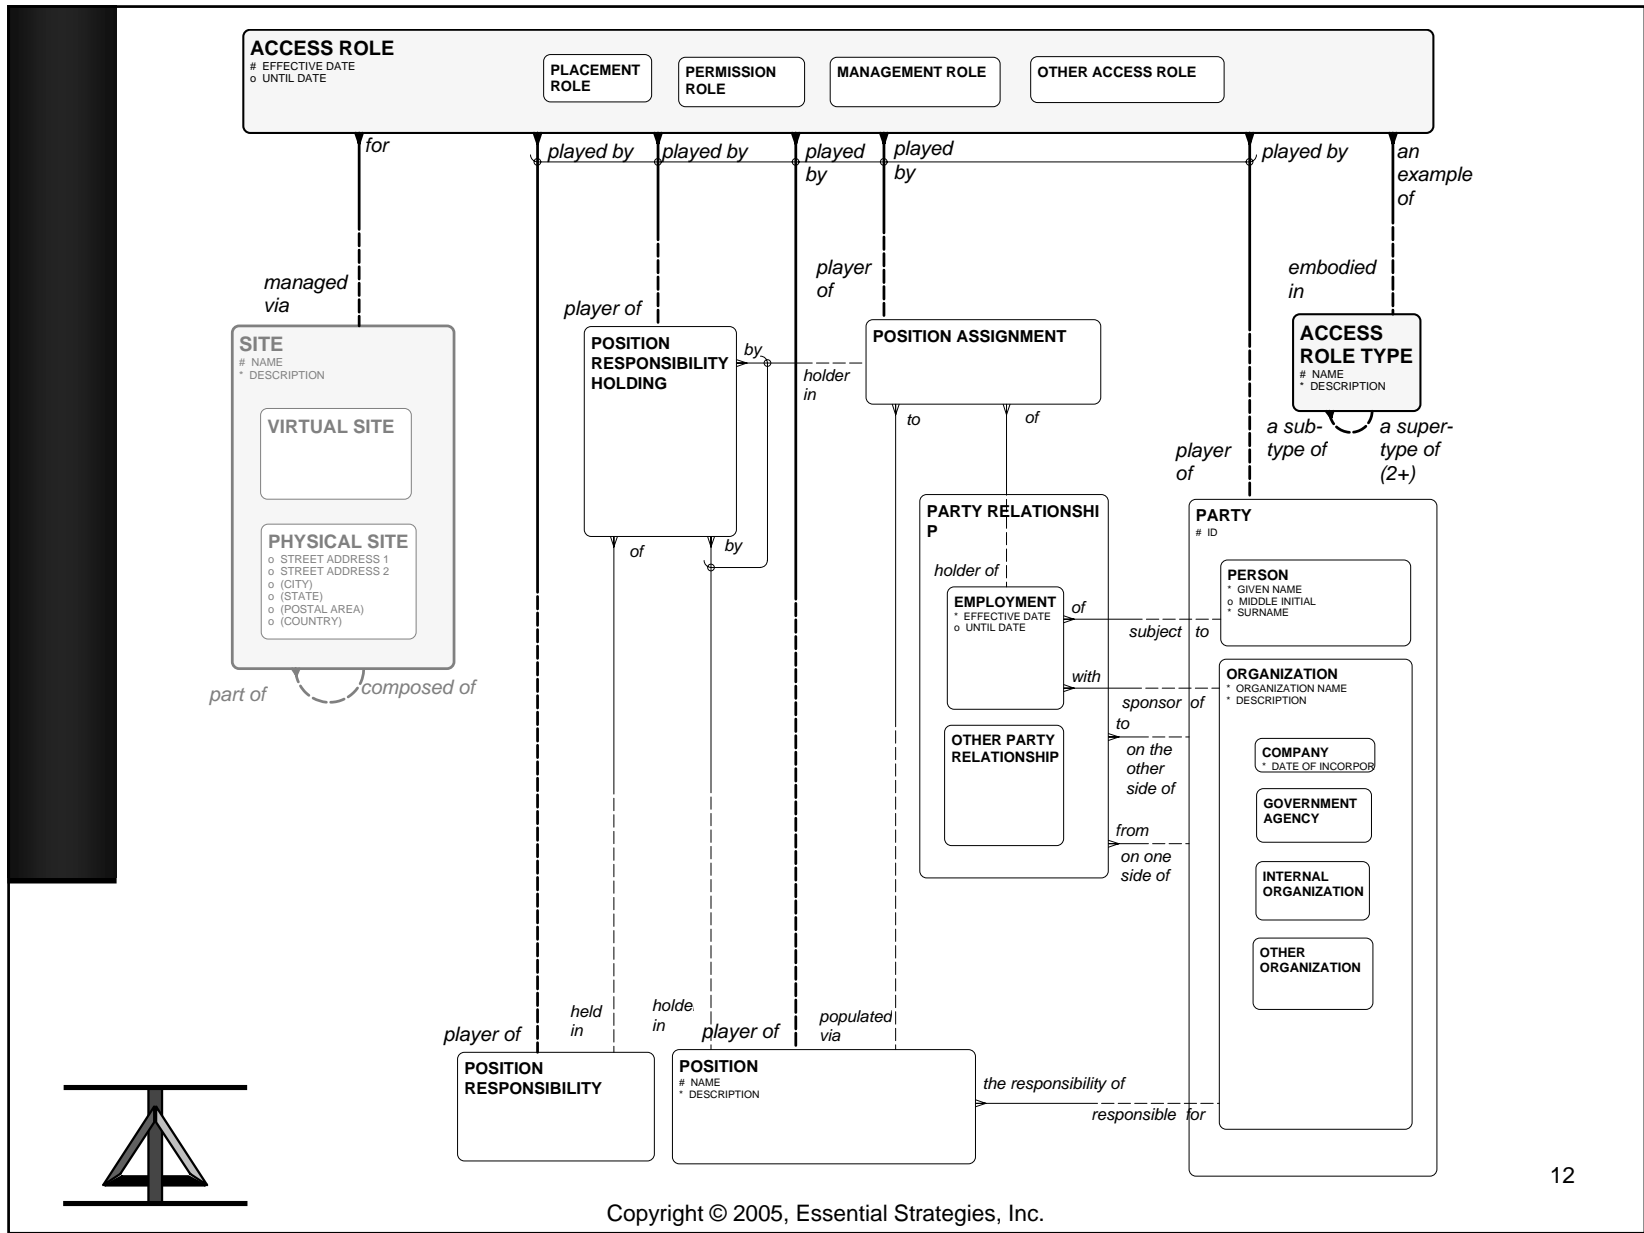 ACCESS ROLE
# EFFECTIVE DATE
o UNTIL DATE
PLACEMENT
ROLE
PERMISSION
ROLE
MANAGEMENT ROLE
OTHER ACCESS ROLE
for
played by
played by
played
by
played
by
played by
an
example
of
managed
via
player of
player
of
embodied
in
SITE
# NAME
* DESCRIPTION
VIRTUAL SITE
PHYSICAL SITE
o STREET ADDRESS 1
o STREET ADDRESS 2
o (CITY)
o (STATE)
o (POSTAL AREA)
o (COUNTRY)
part of
composed of
POSITION
RESPONSIBILITY
HOLDING
by
holder
in
of
by
POSITION ASSIGNMENT
to
of
ACCESS
ROLE TYPE
# NAME
* DESCRIPTION
a sub-
type of
a super-
type of
(2+)
player
of
PARTY RELATIONSHI
P
holder of
EMPLOYMENT
* EFFECTIVE DATE
o UNTIL DATE
of
subject to
with
sponsor of
OTHER PARTY
RELATIONSHIP
to
on the
other
side of
from
on one
side of
PARTY
# ID
PERSON
* GIVEN NAME
o MIDDLE INITIAL
* SURNAME
ORGANIZATION
* ORGANIZATION NAME
* DESCRIPTION
COMPANY
* DATE OF INCORPOR
GOVERNMENT
AGENCY
INTERNAL
ORGANIZATION
OTHER
ORGANIZATION
player of
held
in
holde
in
player of
populated
via
POSITION
RESPONSIBILITY
POSITION
# NAME
* DESCRIPTION
the responsibility of
responsible for
12
Copyright © 2005, Essential Strategies, Inc.